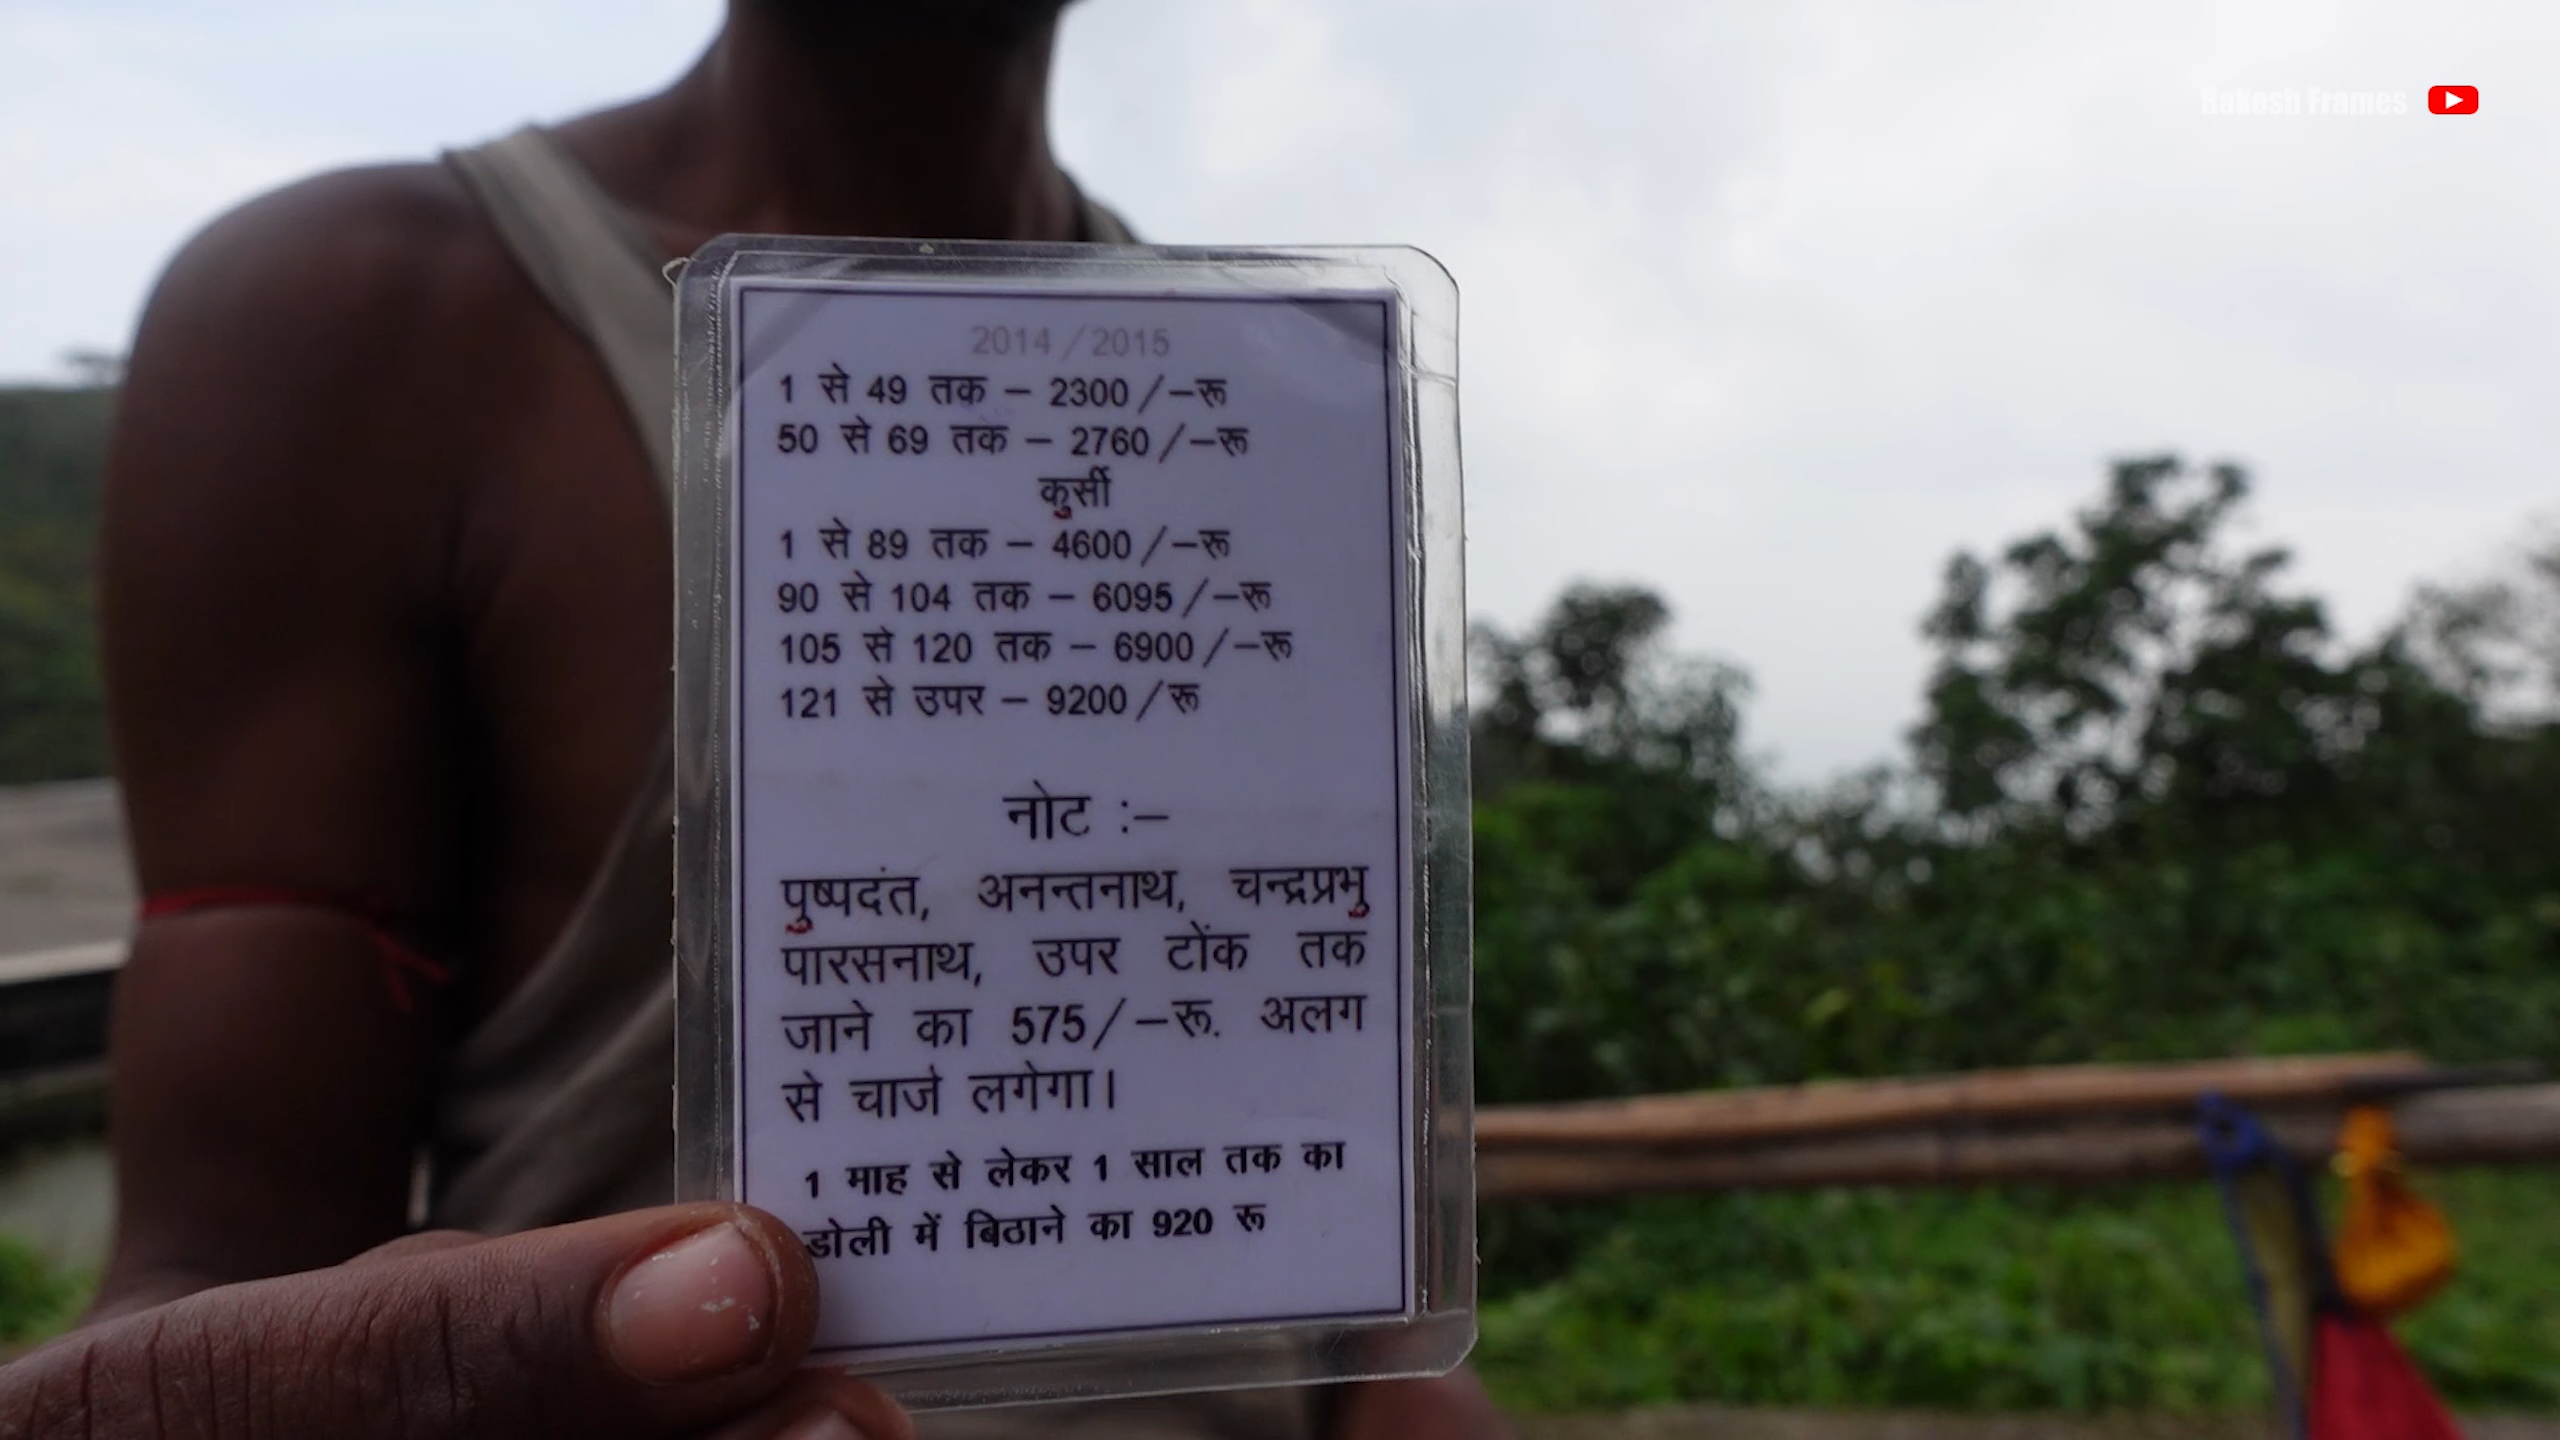 Rakesh Frames
2014/2015
1 से 49 तक – 2300/–रू
50 से 69 तक – 2760/–रू
कुर्सी
1 से 89 तक – 4600/–रू
90 से 104 तक – 6095/–रू
105 से 120 तक – 6900/–रू
121 से उपर – 9200/रू
नोट :–
पुष्पदंत, अनन्तनाथ, चन्द्रप्रभु
पारसनाथ, उपर टोंक तक
जाने का 575/–रू. अलग
से चार्ज लगेगा।
1 माह से लेकर 1 साल तक का
डोली में बिठाने का 920 रू